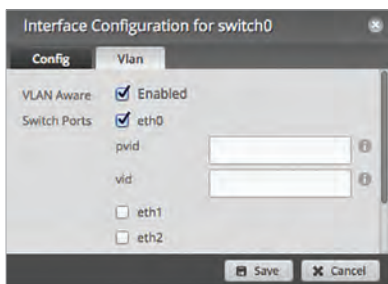 Interface Configuration for switch0
Config Vlan
VLAN Aware Enabled
Switch Ports eth0
pvid
vid
eth1
eth2
Save Cancel